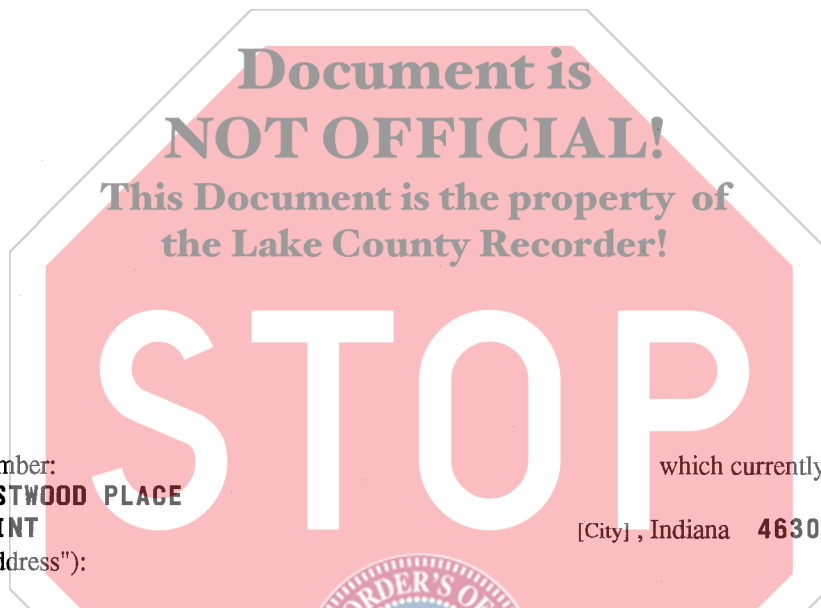 Document is
NOT OFFICIAL!
This Document is the property of
the Lake County Recorder!
STOP
mber: which currently
STWOOD PLACE
INT [City] , Indiana 4630
ddress"):
RDER'S O